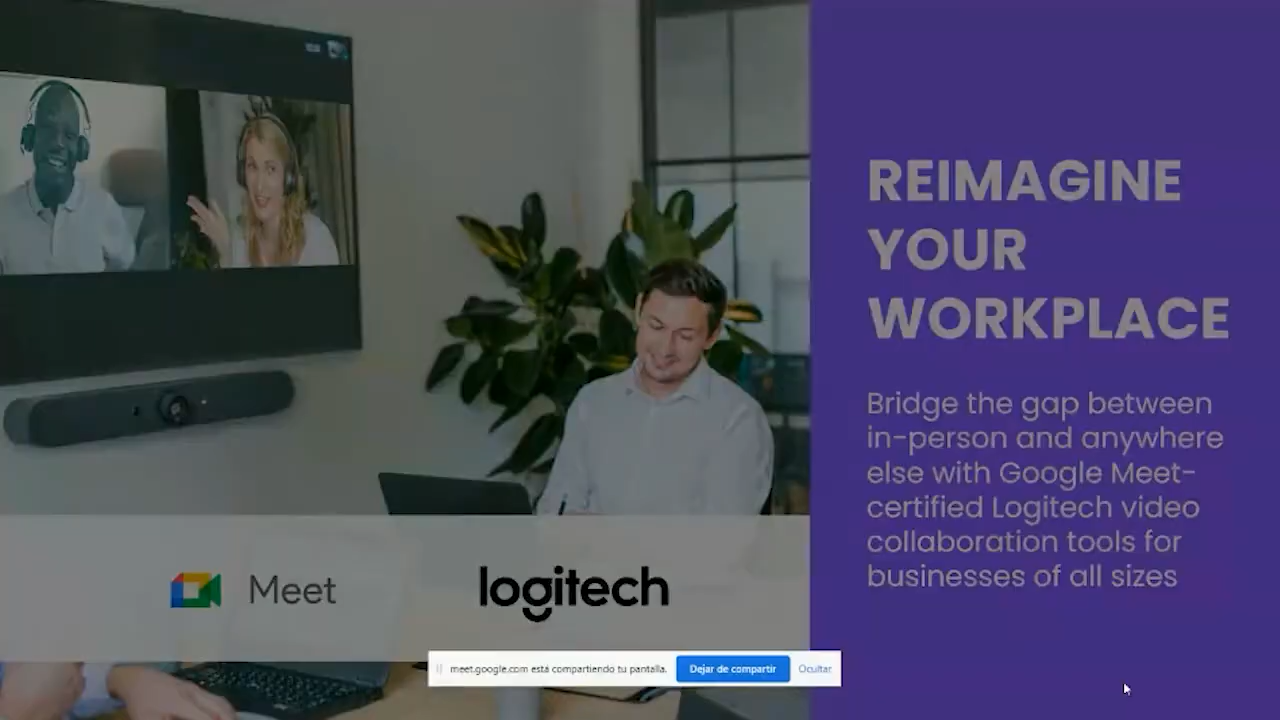 REIMAGINE
YOUR
WORKPLACE
Bridge the gap between
in-person and anywhere
else with Google Meet-
certified Logitech video
collaboration tools for
businesses of all sizes
Meet
logitech
meet.google.com está compartiendo tu pantalla.
Dejar de compartir
Ocultar